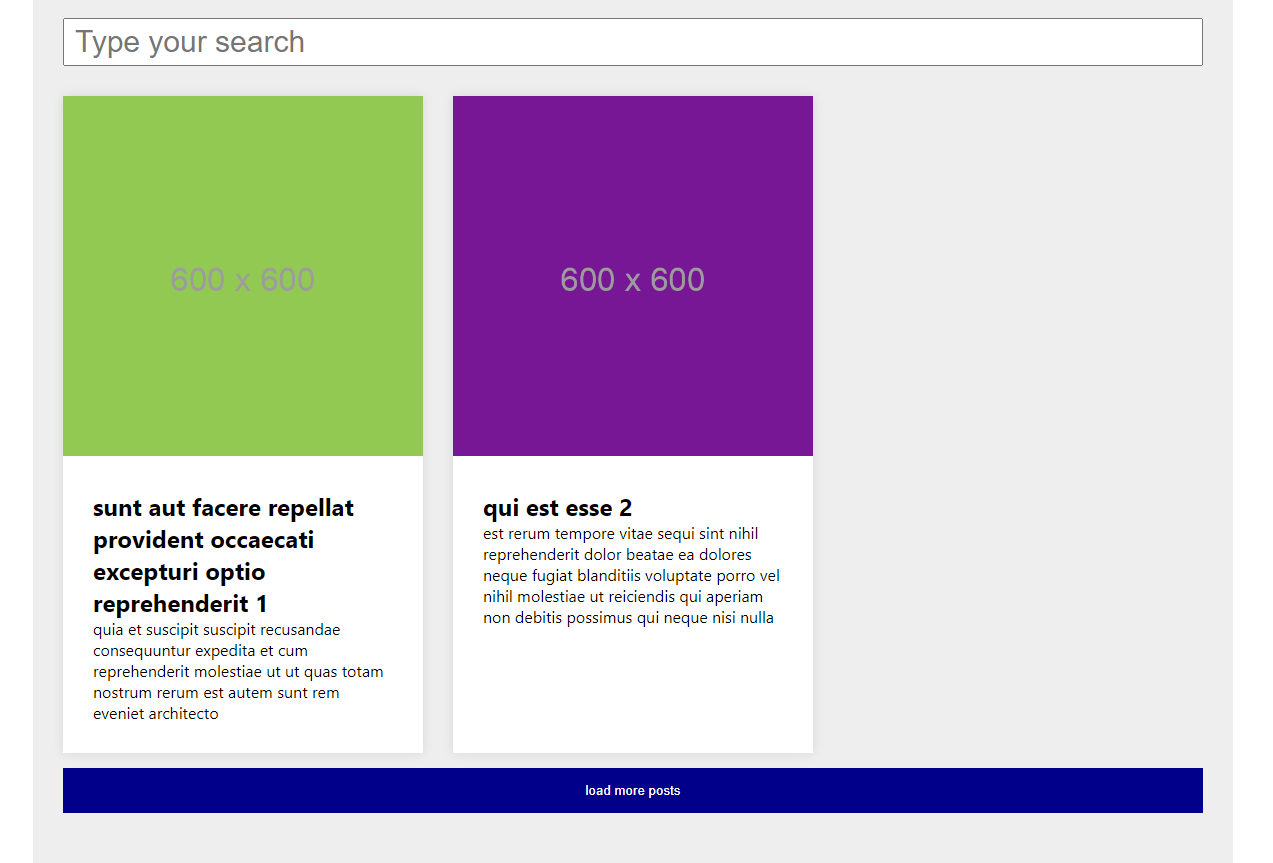 Type your search
600 x 600
600 x 600
sunt aut facere repellat
provident occaecati
excepturi optio
reprehenderit 1
quia et suscipit suscipit recusandae
consequuntur expedita et cum
reprehenderit molestiae ut ut quas totam
nostrum rerum est autem sunt rem
eveniet architecto
qui est esse 2
est rerum tempore vitae sequi sint nihil
reprehenderit dolor beatae ea dolores
neque fugiat blanditiis voluptate porro vel
nihil molestiae ut reiciendis qui aperiam
non debitis possimus qui neque nisi nulla
load more posts